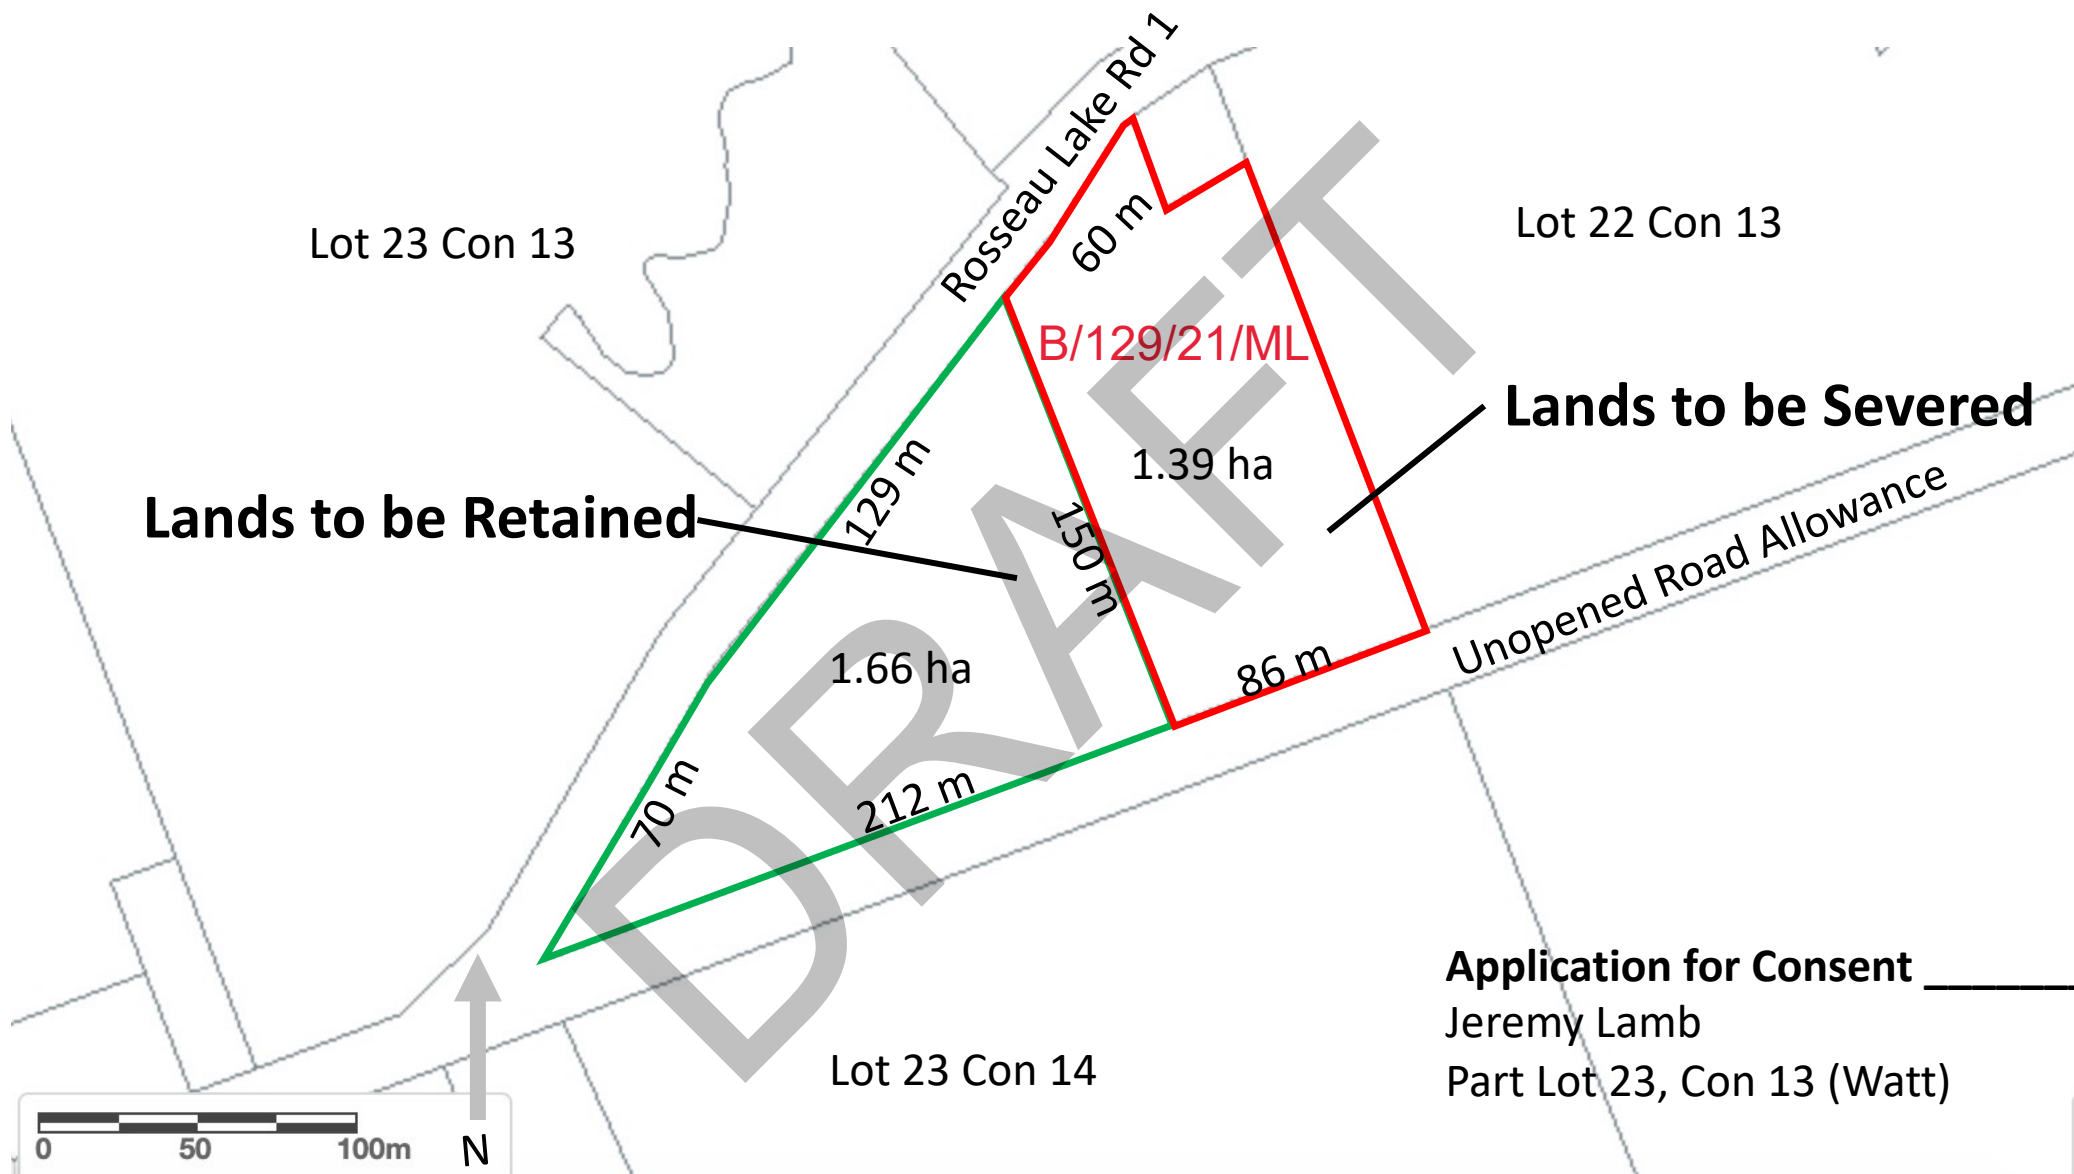 Rosseau Lake Rd 1
Lot 23 Con 13
Lot 22 Con 13
60 m
B/129/21/ML
Lands to be Severed
129 m
1.39 ha
Lands to be Retained
150 m
Unopened Road Allowance
1.66 ha
86 m
70 m
212 m
DRAFT
Application for Consent _______
Jeremy Lamb
Part Lot 23, Con 13 (Watt)
Lot 23 Con 14
0 50 100m
N